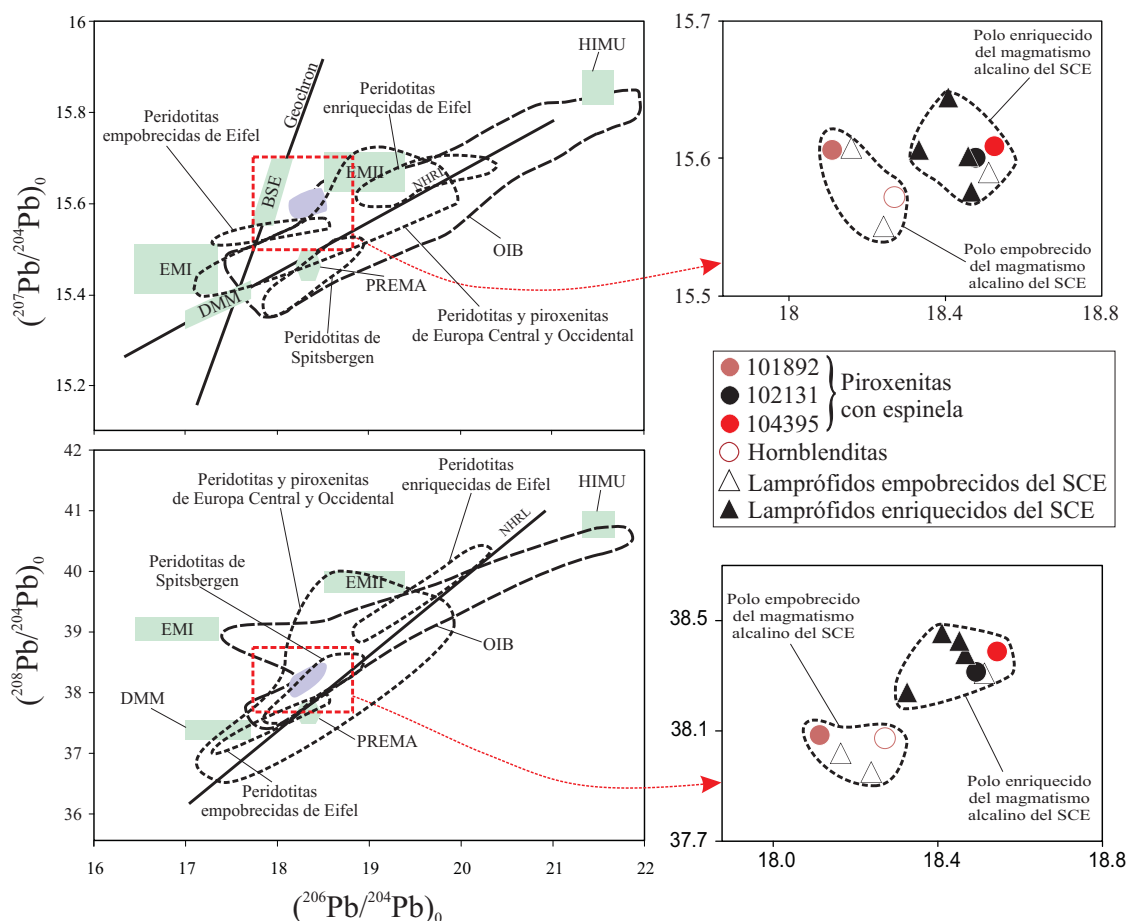 16
15.8
15.6
15.4
15.2
(²⁰⁷Pb/²⁰⁴Pb)₀
HIMU
Geochron
Peridotitas
enriquecidas de Eifel
Peridotitas
empobrecidas de Eifel
BSE
EMII
NHRL
OIB
EMI
DMM
PREMA
Peridotitas de
Spitsbergen
Peridotitas y piroxenitas
de Europa Central y Occidental
15.7
15.6
15.5
18
18.4
18.8
Polo enriquecido
del magmatismo
alcalino del SCE
Polo empobrecido
del magmatismo
alcalino del SCE
101892
102131
104395
Piroxenitas
con espinela
Hornblenditas
Lamprófidos empobrecidos del SCE
Lamprófidos enriquecidos del SCE
42
41
40
39
38
37
36
(²⁰⁸Pb/²⁰⁴Pb)₀
Peridotitas y piroxenitas
de Europa Central y Occidental
Peridotitas
enriquecidas de Eifel
HIMU
NHRL
Peridotitas de
Spitsbergen
EMII
EMI
OIB
DMM
PREMA
Peridotitas
empobrecidas de Eifel
16
17
18
19
20
21
22
(²⁰⁶Pb/²⁰⁴Pb)₀
38.5
38.1
37.7
18.0
18.4
18.8
Polo empobrecido
del magmatismo
alcalino del SCE
Polo enriquecido
del magmatismo
alcalino del SCE